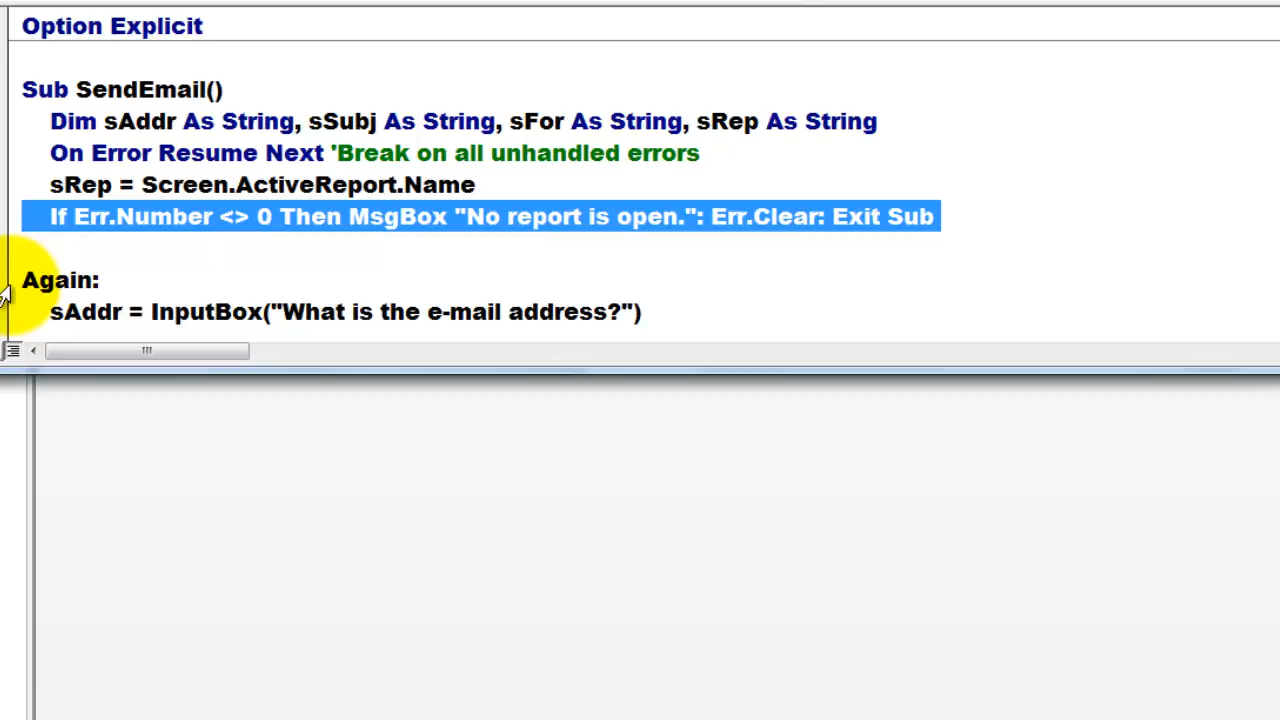 Option Explicit
Sub SendEmail()
Dim sAddr As String, sSubj As String, sFor As String, sRep As String
On Error Resume Next 'Break on all unhandled errors
sRep = Screen.ActiveReport.Name
If Err.Number <> 0 Then MsgBox "No report is open.": Err.Clear: Exit Sub
Again:
sAddr = InputBox("What is the e-mail address?")